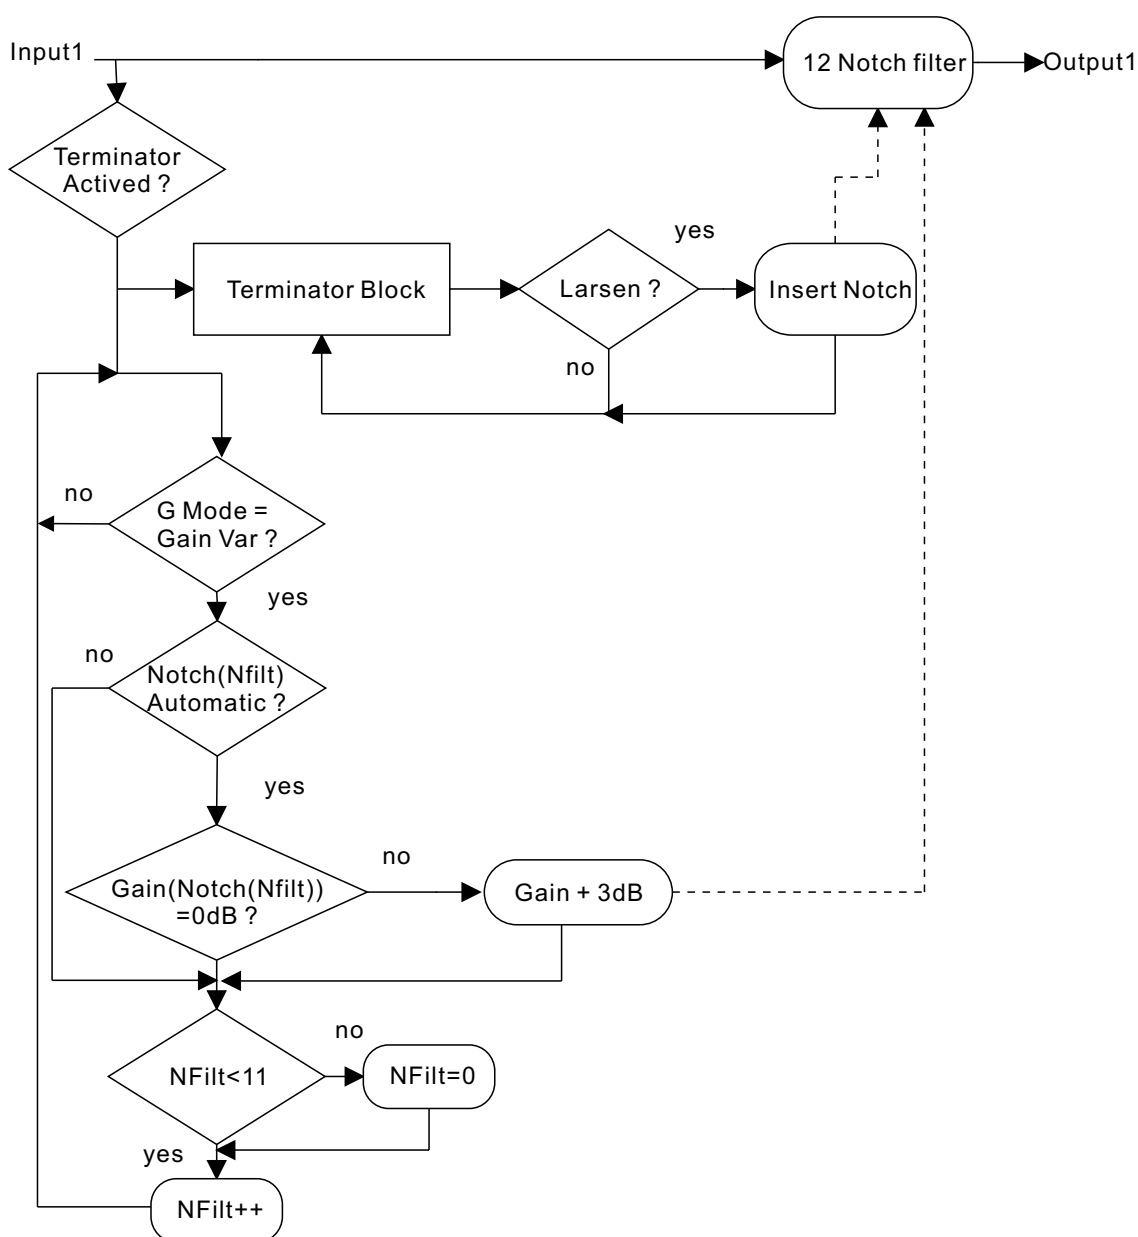 Input1
12 Notch filter
Output1
Terminator
Actived ?
Terminator Block
Larsen ?
yes
Insert Notch
no
no
G Mode =
Gain Var ?
yes
no
Notch(Nfilt)
Automatic ?
yes
Gain(Notch(Nfilt))
=0dB ?
no
Gain + 3dB
NFilt<11
no
NFilt=0
yes
NFilt++